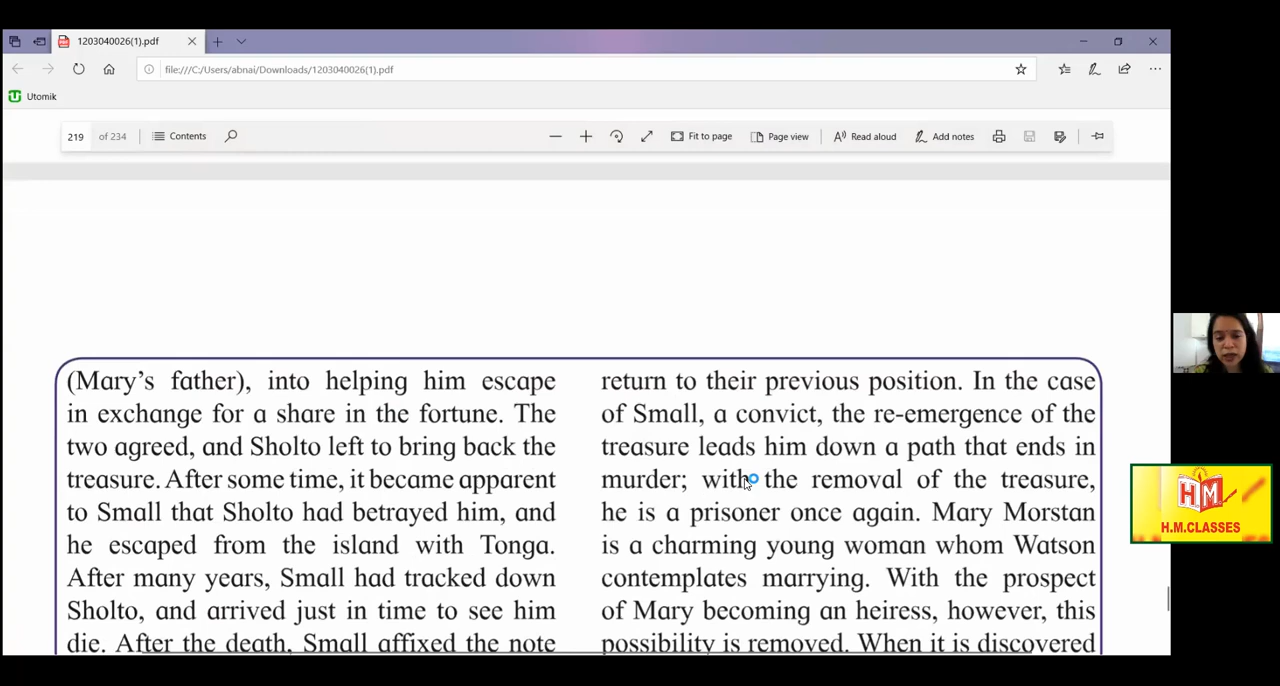 1203040026(1).pdf
file:///C:/Users/abnai/Downloads/1203040026(1).pdf
Utomik
219 of 234
Contents
Fit to page
Page view
Read aloud
Add notes
(Mary's father), into helping him escape
in exchange for a share in the fortune. The
two agreed, and Sholto left to bring back the
treasure. After some time, it became apparent
to Small that Sholto had betrayed him, and
he escaped from the island with Tonga.
After many years, Small had tracked down
Sholto, and arrived just in time to see him
die. After the death, Small affixed the note
return to their previous position. In the case
of Small, a convict, the re-emergence of the
treasure leads him down a path that ends in
murder; with the removal of the treasure,
he is a prisoner once again. Mary Morstan
is a charming young woman whom Watson
contemplates marrying. With the prospect
of Mary becoming an heiress, however, this
possibility is removed. When it is discovered
HM
H.M.CLASSES